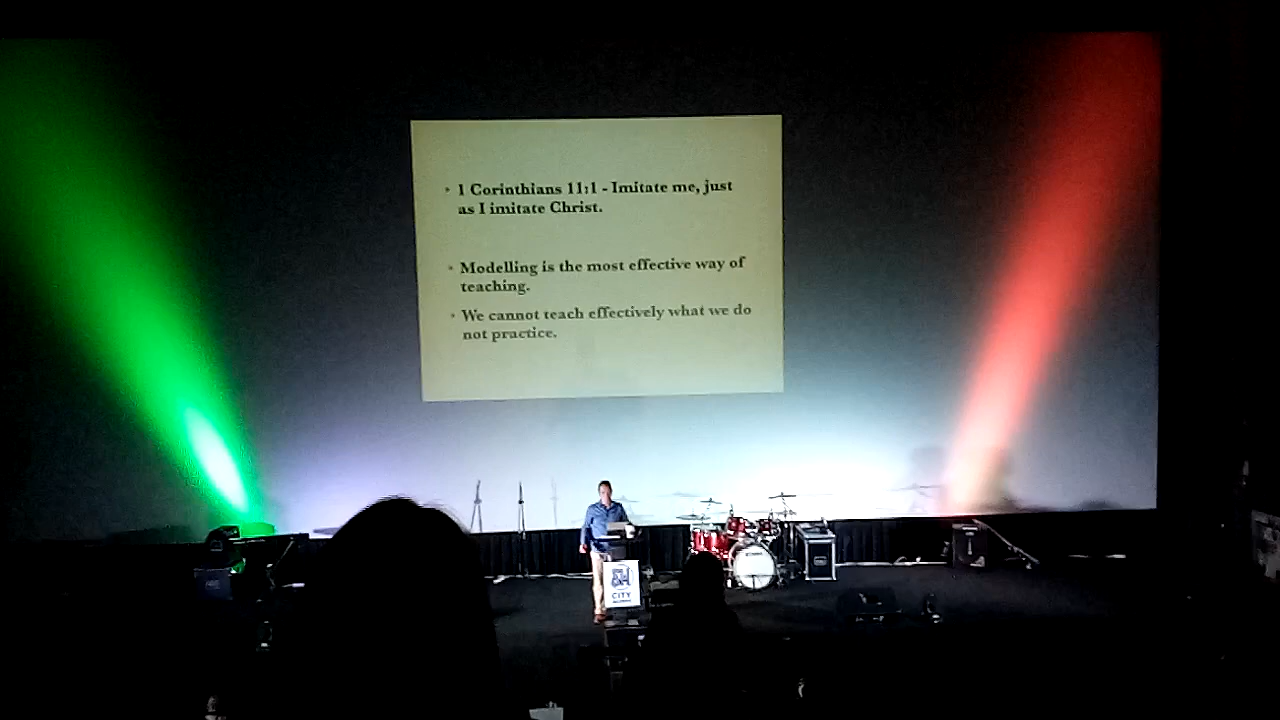 • 1 Corinthians 11:1 - Imitate me, just
as I imitate Christ.
• Modelling is the most effective way of
teaching.
• We cannot teach effectively what we do
not practice.
SM
CITY